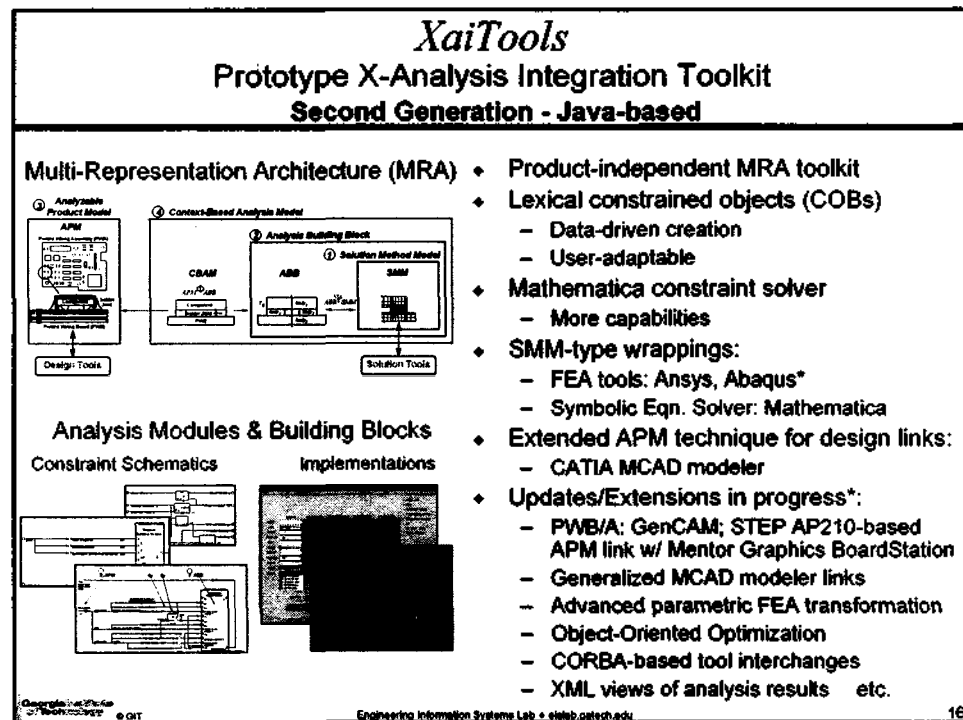 XaiTools
Prototype X-Analysis Integration Toolkit
Second Generation - Java-based
Multi-Representation Architecture (MRA)
③ Analyzable
Product Model
APM
④ Context-Based Analysis Model
② Analysis Building Block
① Solution Method Model
CBAM
ABB
SMM
Design Tools
Solution Tools
Analysis Modules & Building Blocks
Constraint Schematics
Implementations
◆ Product-independent MRA toolkit
◆ Lexical constrained objects (COBs)
– Data-driven creation
– User-adaptable
◆ Mathematica constraint solver
– More capabilities
◆ SMM-type wrappings:
– FEA tools: Ansys, Abaqus*
– Symbolic Eqn. Solver: Mathematica
◆ Extended APM technique for design links:
– CATIA MCAD modeler
◆ Updates/Extensions in progress*:
– PWB/A: GenCAM; STEP AP210-based
APM link w/ Mentor Graphics BoardStation
– Generalized MCAD modeler links
– Advanced parametric FEA transformation
– Object-Oriented Optimization
– CORBA-based tool interchanges
– XML views of analysis results etc.
Georgia
© GIT
Engineering Information Systems Lab ◆ eislab.gatech.edu
16